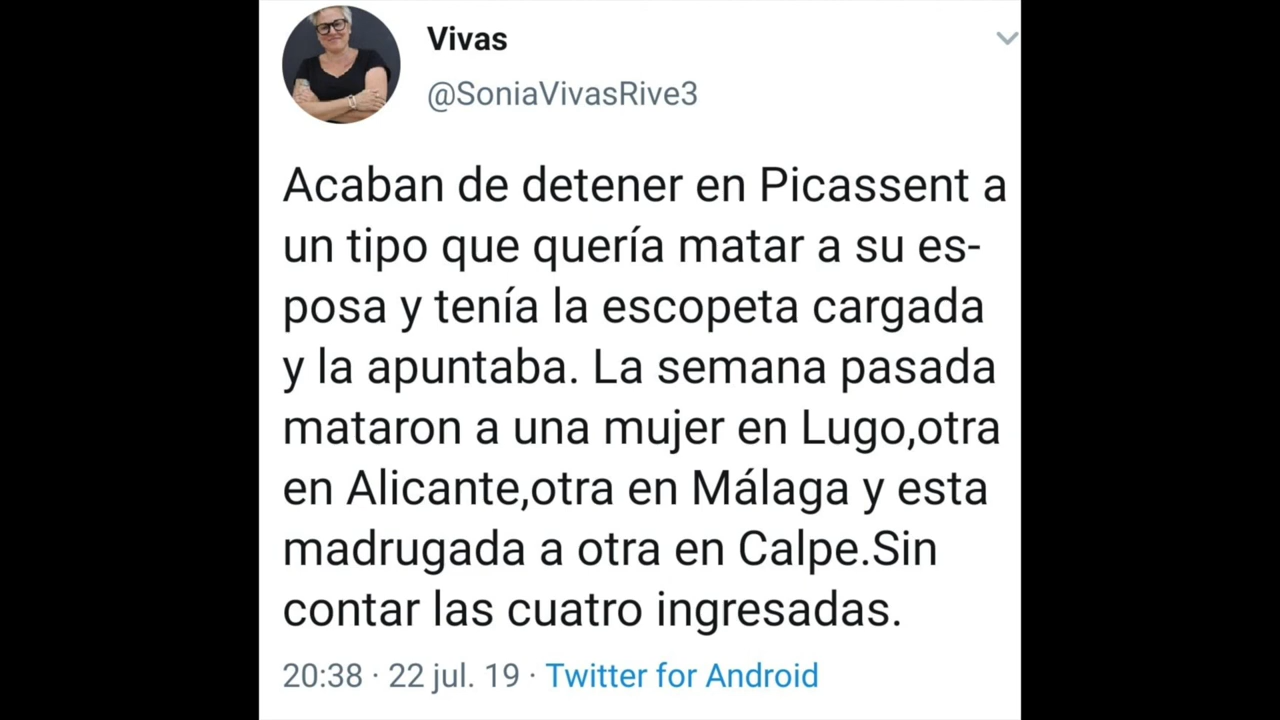 Vivas
@SoniaVivasRive3
Acaban de detener en Picassent a
un tipo que quería matar a su es-
posa y tenía la escopeta cargada
y la apuntaba. La semana pasada
mataron a una mujer en Lugo,otra
en Alicante,otra en Málaga y esta
madrugada a otra en Calpe.Sin
contar las cuatro ingresadas.
20:38 · 22 jul. 19 · Twitter for Android